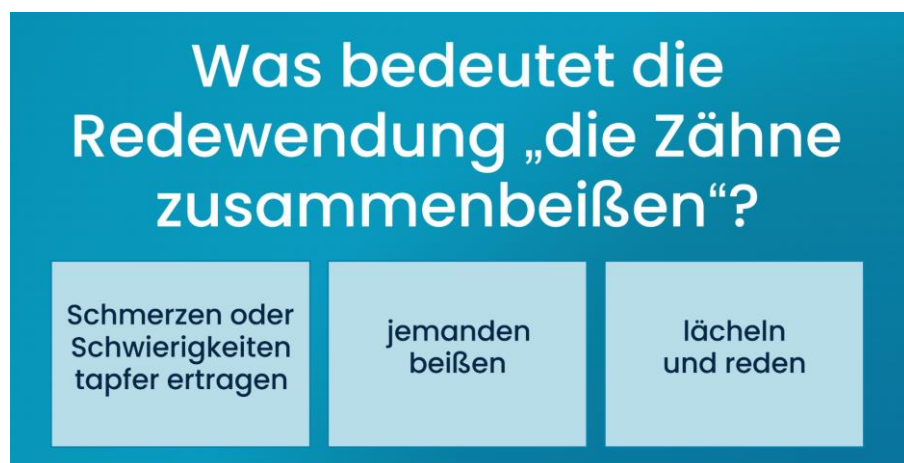 Was bedeutet die
Redewendung „die Zähne
zusammenbeißen“?
Schmerzen oder
Schwierigkeiten
tapfer ertragen
jemanden
beißen
lächeln
und reden